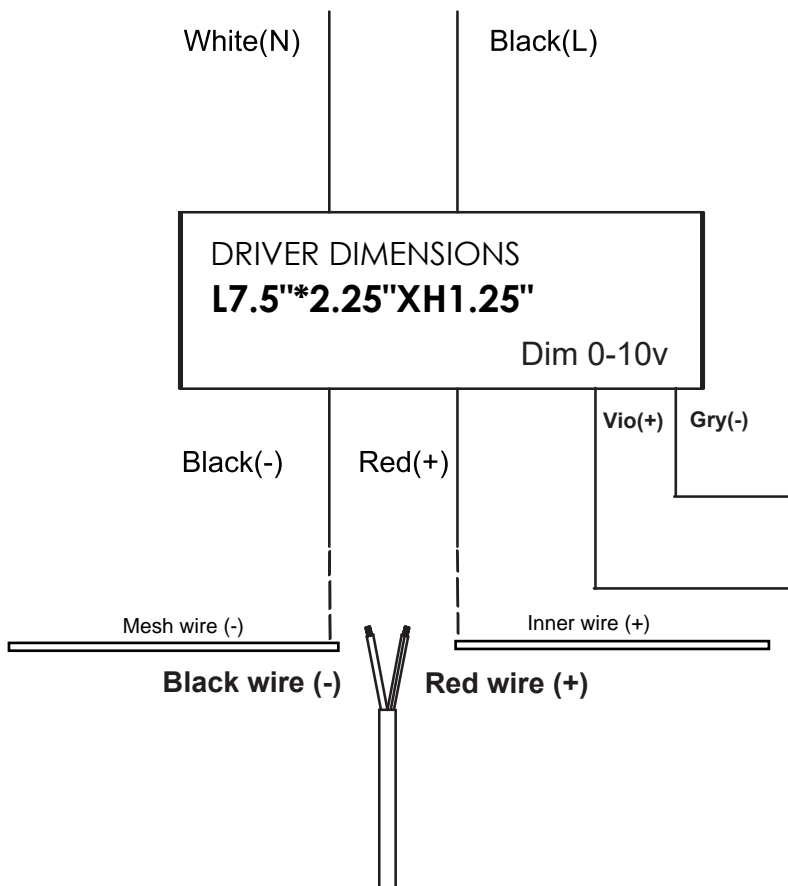 White(N)
Black(L)
DRIVER DIMENSIONS
L7.5"*2.25"XH1.25"
Dim 0-10v
Vio(+)
Gry(-)
Black(-)
Red(+)
Mesh wire (-)
Inner wire (+)
Black wire (-)
Red wire (+)